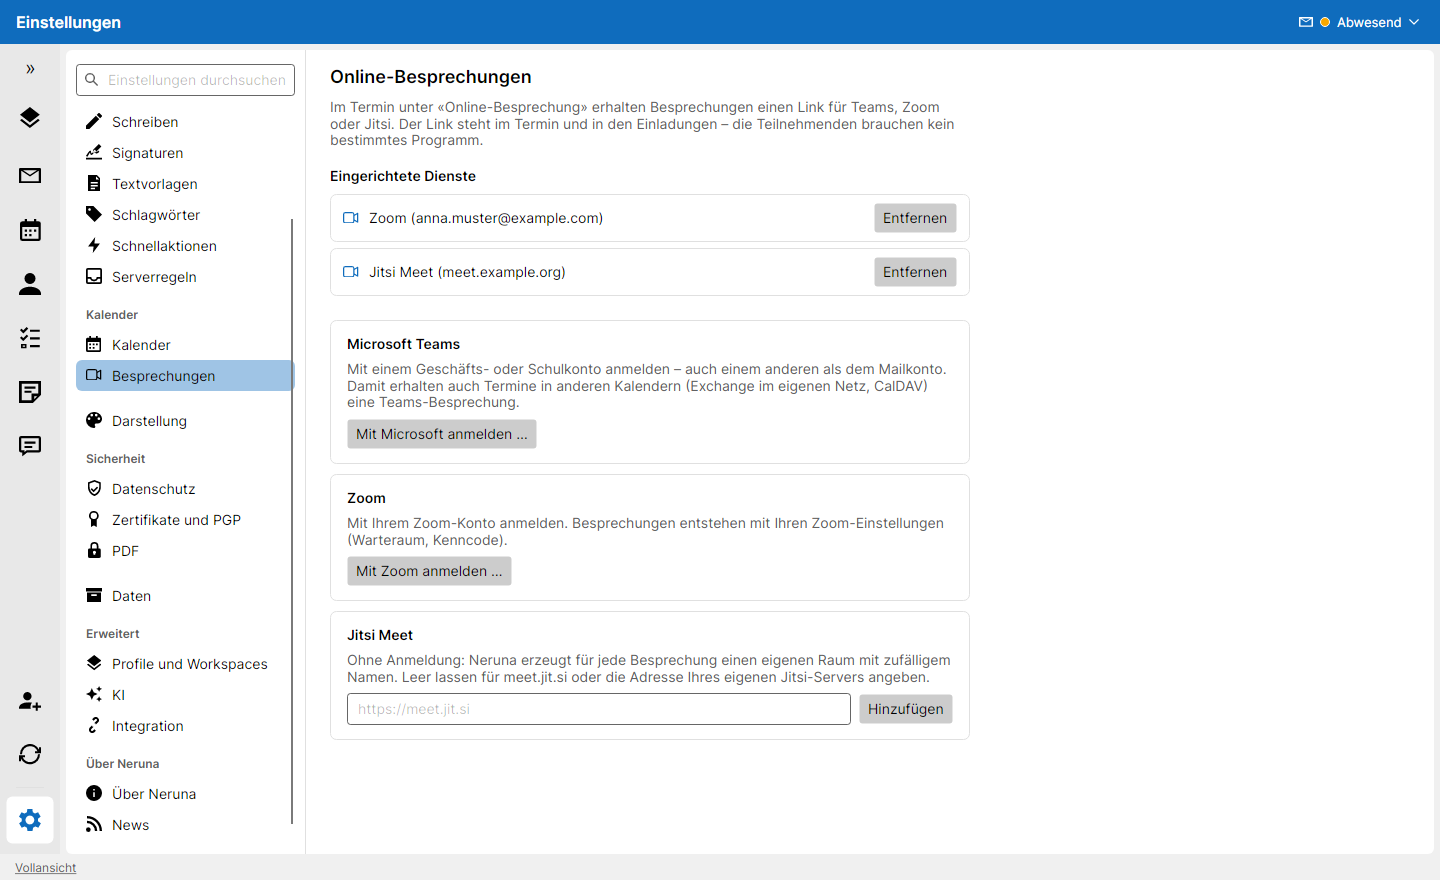 Einstellungen
Abwesend
»
Einstellungen durchsuchen
Schreiben
Signaturen
Textvorlagen
Schlagwörter
Schnellaktionen
Serverregeln
Kalender
Kalender
Besprechungen
Darstellung
Sicherheit
Datenschutz
Zertifikate und PGP
PDF
Daten
Erweitert
Profile und Workspaces
KI
Integration
Über Neruna
Über Neruna
News
Online-Besprechungen
Im Termin unter «Online-Besprechung» erhalten Besprechungen einen Link für Teams, Zoom
oder Jitsi. Der Link steht im Termin und in den Einladungen – die Teilnehmenden brauchen kein
bestimmtes Programm.
Eingerichtete Dienste
Zoom (anna.muster@example.com)
Entfernen
Jitsi Meet (meet.example.org)
Entfernen
Microsoft Teams
Mit einem Geschäfts- oder Schulkonto anmelden – auch einem anderen als dem Mailkonto.
Damit erhalten auch Termine in anderen Kalendern (Exchange im eigenen Netz, CalDAV)
eine Teams-Besprechung.
Mit Microsoft anmelden ...
Zoom
Mit Ihrem Zoom-Konto anmelden. Besprechungen entstehen mit Ihren Zoom-Einstellungen
(Warteraum, Kenncode).
Mit Zoom anmelden ...
Jitsi Meet
Ohne Anmeldung: Neruna erzeugt für jede Besprechung einen eigenen Raum mit zufälligem
Namen. Leer lassen für meet.jit.si oder die Adresse Ihres eigenen Jitsi-Servers angeben.
https://meet.jit.si
Hinzufügen
Vollansicht